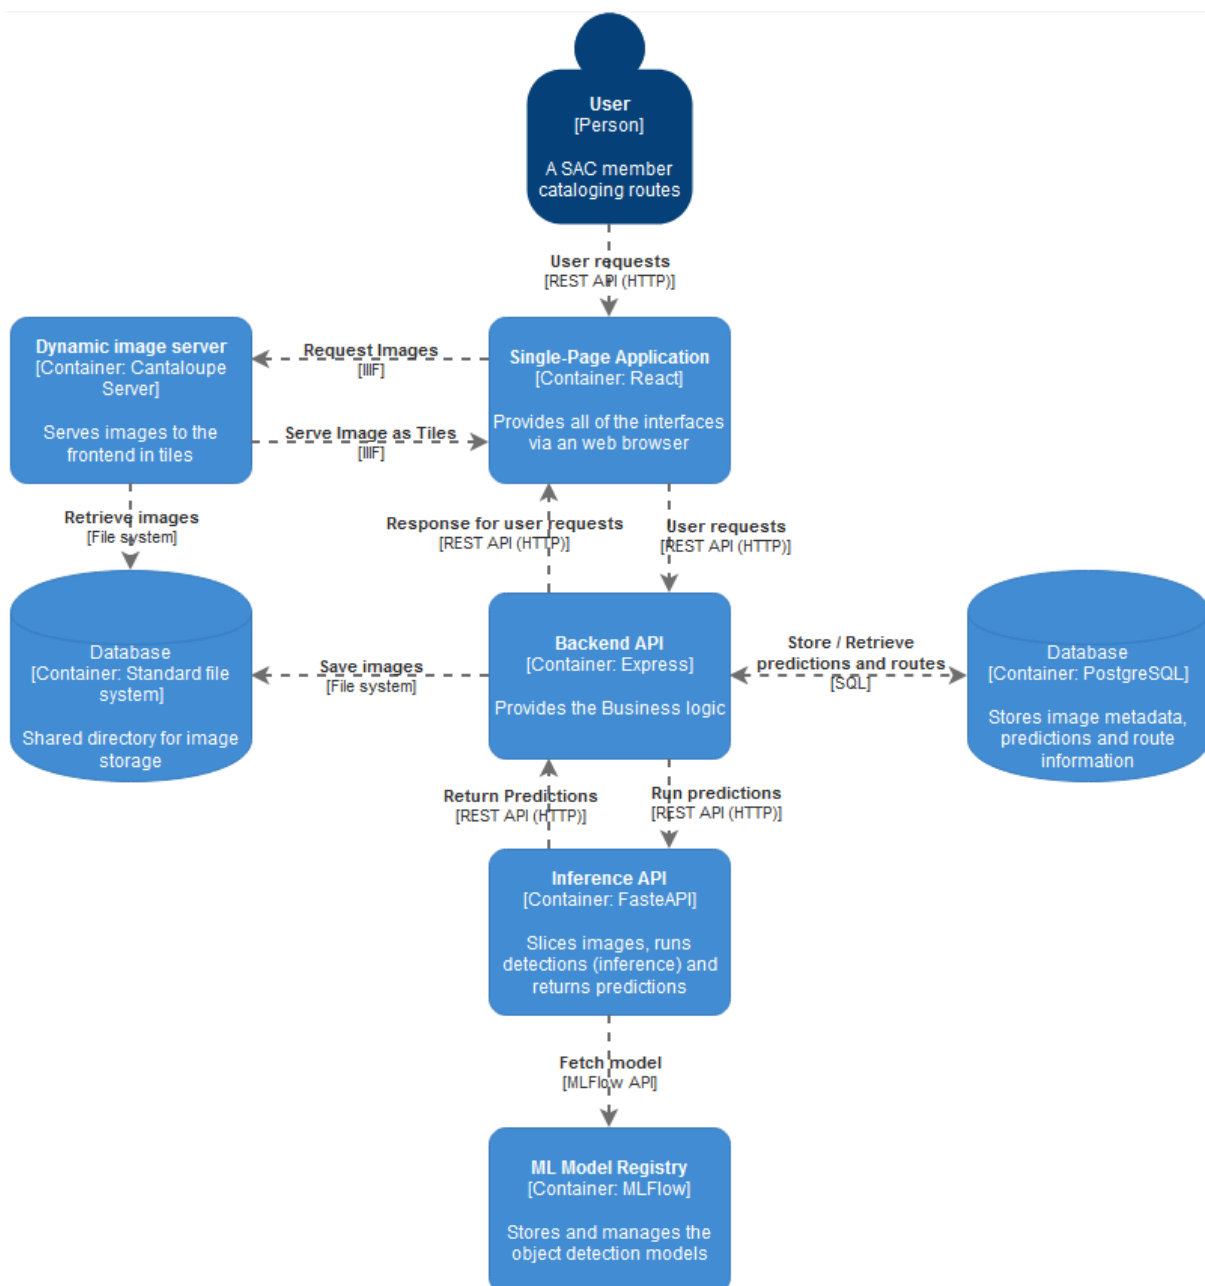 User
[Person]
A SAC member
cataloging routes
User requests
[REST API (HTTP)]
Dynamic image server
[Container: Cantaloupe
Server]
Serves images to the
frontend in tiles
Request Images
[IIIF]
Serve Image as Tiles
[IIIF]
Single-Page Application
[Container: React]
Provides all of the interfaces
via an web browser
Retrieve images
[File system]
Response for user requests
[REST API (HTTP)]
User requests
[REST API (HTTP)]
Database
[Container: Standard file
system]
Shared directory for image
storage
Save images
[File system]
Backend API
[Container: Express]
Provides the Business logic
Store / Retrieve
predictions and routes
[SQL]
Database
[Container: PostgreSQL]
Stores image metadata,
predictions and route
information
Return Predictions
[REST API (HTTP)]
Run predictions
[REST API (HTTP)]
Inference API
[Container: FasteAPI]
Slices images, runs
detections (inference) and
returns predictions
Fetch model
[MLFlow API]
ML Model Registry
[Container: MLFlow]
Stores and manages the
object detection models